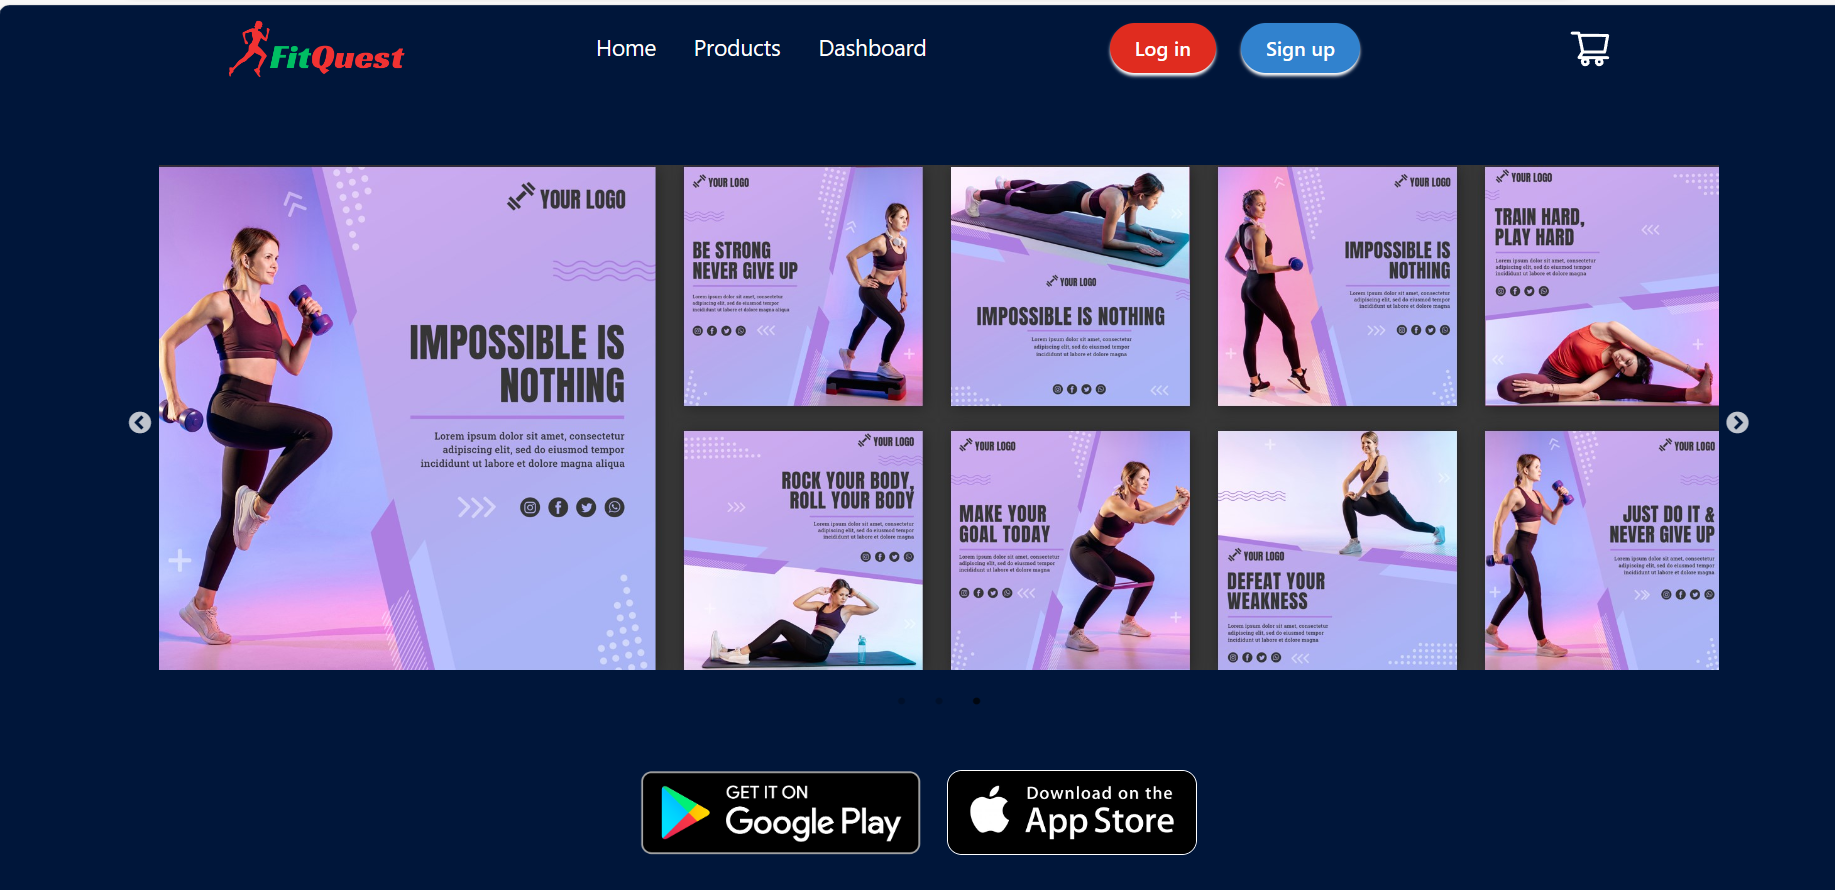 FitQuest
Home
Products
Dashboard
Log in
Sign up
YOUR LOGO
IMPOSSIBLE IS
NOTHING
Lorem ipsum dolor sit amet, consectetur
adipiscing elit, sed do eiusmod tempor
incididunt ut labore et dolore magna aliqua
YOUR LOGO
BE STRONG
NEVER GIVE UP
Lorem ipsum dolor sit amet, consectetur
adipiscing elit, sed do eiusmod tempor
incididunt ut labore et dolore magna aliqua
YOUR LOGO
IMPOSSIBLE IS NOTHING
Lorem ipsum dolor sit amet, consectetur
adipiscing elit, sed do eiusmod tempor
incididunt ut labore et dolore magna
YOUR LOGO
IMPOSSIBLE IS
NOTHING
Lorem ipsum dolor sit amet, consectetur
adipiscing elit, sed do eiusmod tempor
incididunt ut labore et dolore magna
YOUR LOGO
TRAIN HARD,
PLAY HARD
Lorem ipsum dolor sit amet, consectetur
adipiscing elit, sed do eiusmod tempor
incididunt ut labore et dolore magna
YOUR LOGO
ROCK YOUR BODY,
ROLL YOUR BODY
Lorem ipsum dolor sit amet, consectetur
adipiscing elit, sed do eiusmod tempor
incididunt ut labore et dolore magna
YOUR LOGO
MAKE YOUR
GOAL TODAY
Lorem ipsum dolor sit amet, consectetur
adipiscing elit, sed do eiusmod tempor
incididunt ut labore et dolore magna
YOUR LOGO
DEFEAT YOUR
WEAKNESS
Lorem ipsum dolor sit amet, consectetur
adipiscing elit, sed do eiusmod tempor
incididunt ut labore et dolore magna
YOUR LOGO
JUST DO IT &
NEVER GIVE UP
Lorem ipsum dolor sit amet, consectetur
adipiscing elit, sed do eiusmod tempor
incididunt ut labore et dolore magna
GET IT ON
Google Play
Download on the
App Store